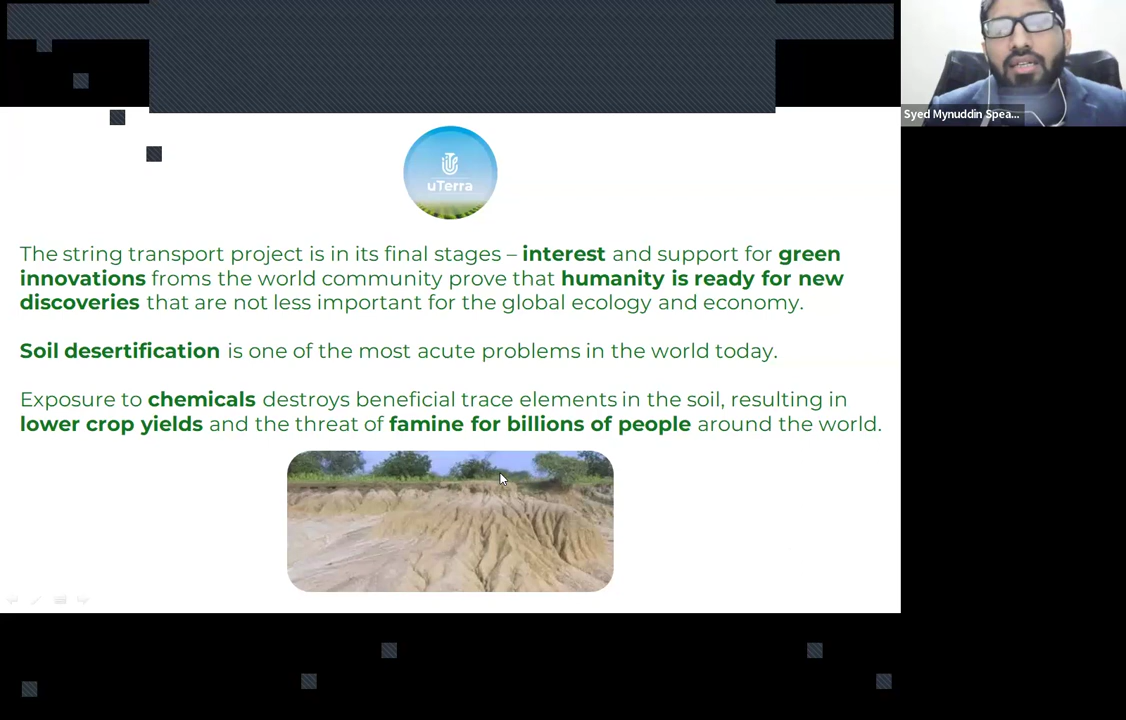 Syed Mynuddin Spea...
uTerra
The string transport project is in its final stages – interest and support for green
innovations froms the world community prove that humanity is ready for new
discoveries that are not less important for the global ecology and economy.
Soil desertification is one of the most acute problems in the world today.
Exposure to chemicals destroys beneficial trace elements in the soil, resulting in
lower crop yields and the threat of famine for billions of people around the world.